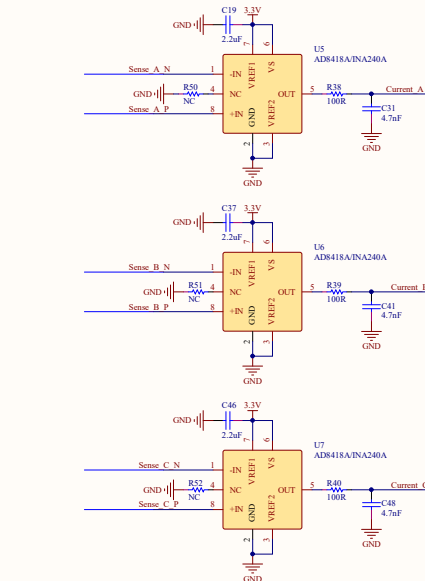 C19 3.3V
GND
2.2uF
7 6
U5
AD8418A/INA240A
VREF1 VS
Sense_A_N 1 -IN
R50 4 NC OUT 5 R38 Current_A
GND NC 100R
Sense_A_P 8 +IN
C31
4.7nF
GND VREF2
2 3
GND
GND
C37 3.3V
GND
2.2uF
7 6
U6
AD8418A/INA240A
VREF1 VS
Sense_B_N 1 -IN
R51 4 NC OUT 5 R39 Current_
GND NC 100R
Sense_B_P 8 +IN
C41
4.7nF
GND VREF2
2 3
GND
GND
C46 3.3V
GND
2.2uF
7 6
U7
AD8418A/INA240A
VREF1 VS
Sense_C_N 1 -IN
R52 4 NC OUT 5 R40 Current_
GND NC 100R
Sense_C_P 8 +IN
C48
4.7nF
GND VREF2
2 3
GND
GND